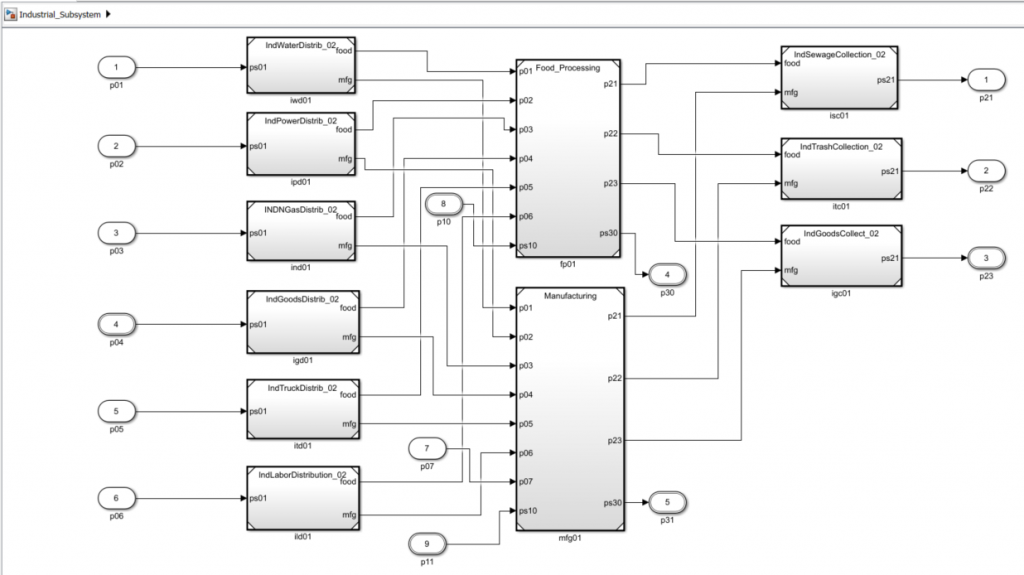 Industrial_Subsystem
1
p01
2
p02
3
p03
4
p04
5
p05
6
p06
IndWaterDistrib_02
food
ps01
mfg
iwd01
IndPowerDistrib_02
food
ps01
mfg
ipd01
INDNGasDistrib_02
food
ps01
mfg
ind01
IndGoodsDistrib_02
food
ps01
mfg
igd01
IndTruckDistrib_02
food
ps01
mfg
itd01
IndLaborDistribution_02
food
ps01
mfg
ild01
8
p10
7
p07
9
p11
Food_Processing
p01
p02
p03
p04
p05
p06
ps10
p21
p22
p23
ps30
fp01
4
p30
Manufacturing
p01
p02
p03
p04
p05
p06
p07
ps10
p21
p22
p23
ps30
mfg01
5
p31
IndSewageCollection_02
food
mfg
ps21
isc01
1
p21
IndTrashCollection_02
food
mfg
ps21
itc01
2
p22
IndGoodsCollect_02
food
mfg
ps21
igc01
3
p23